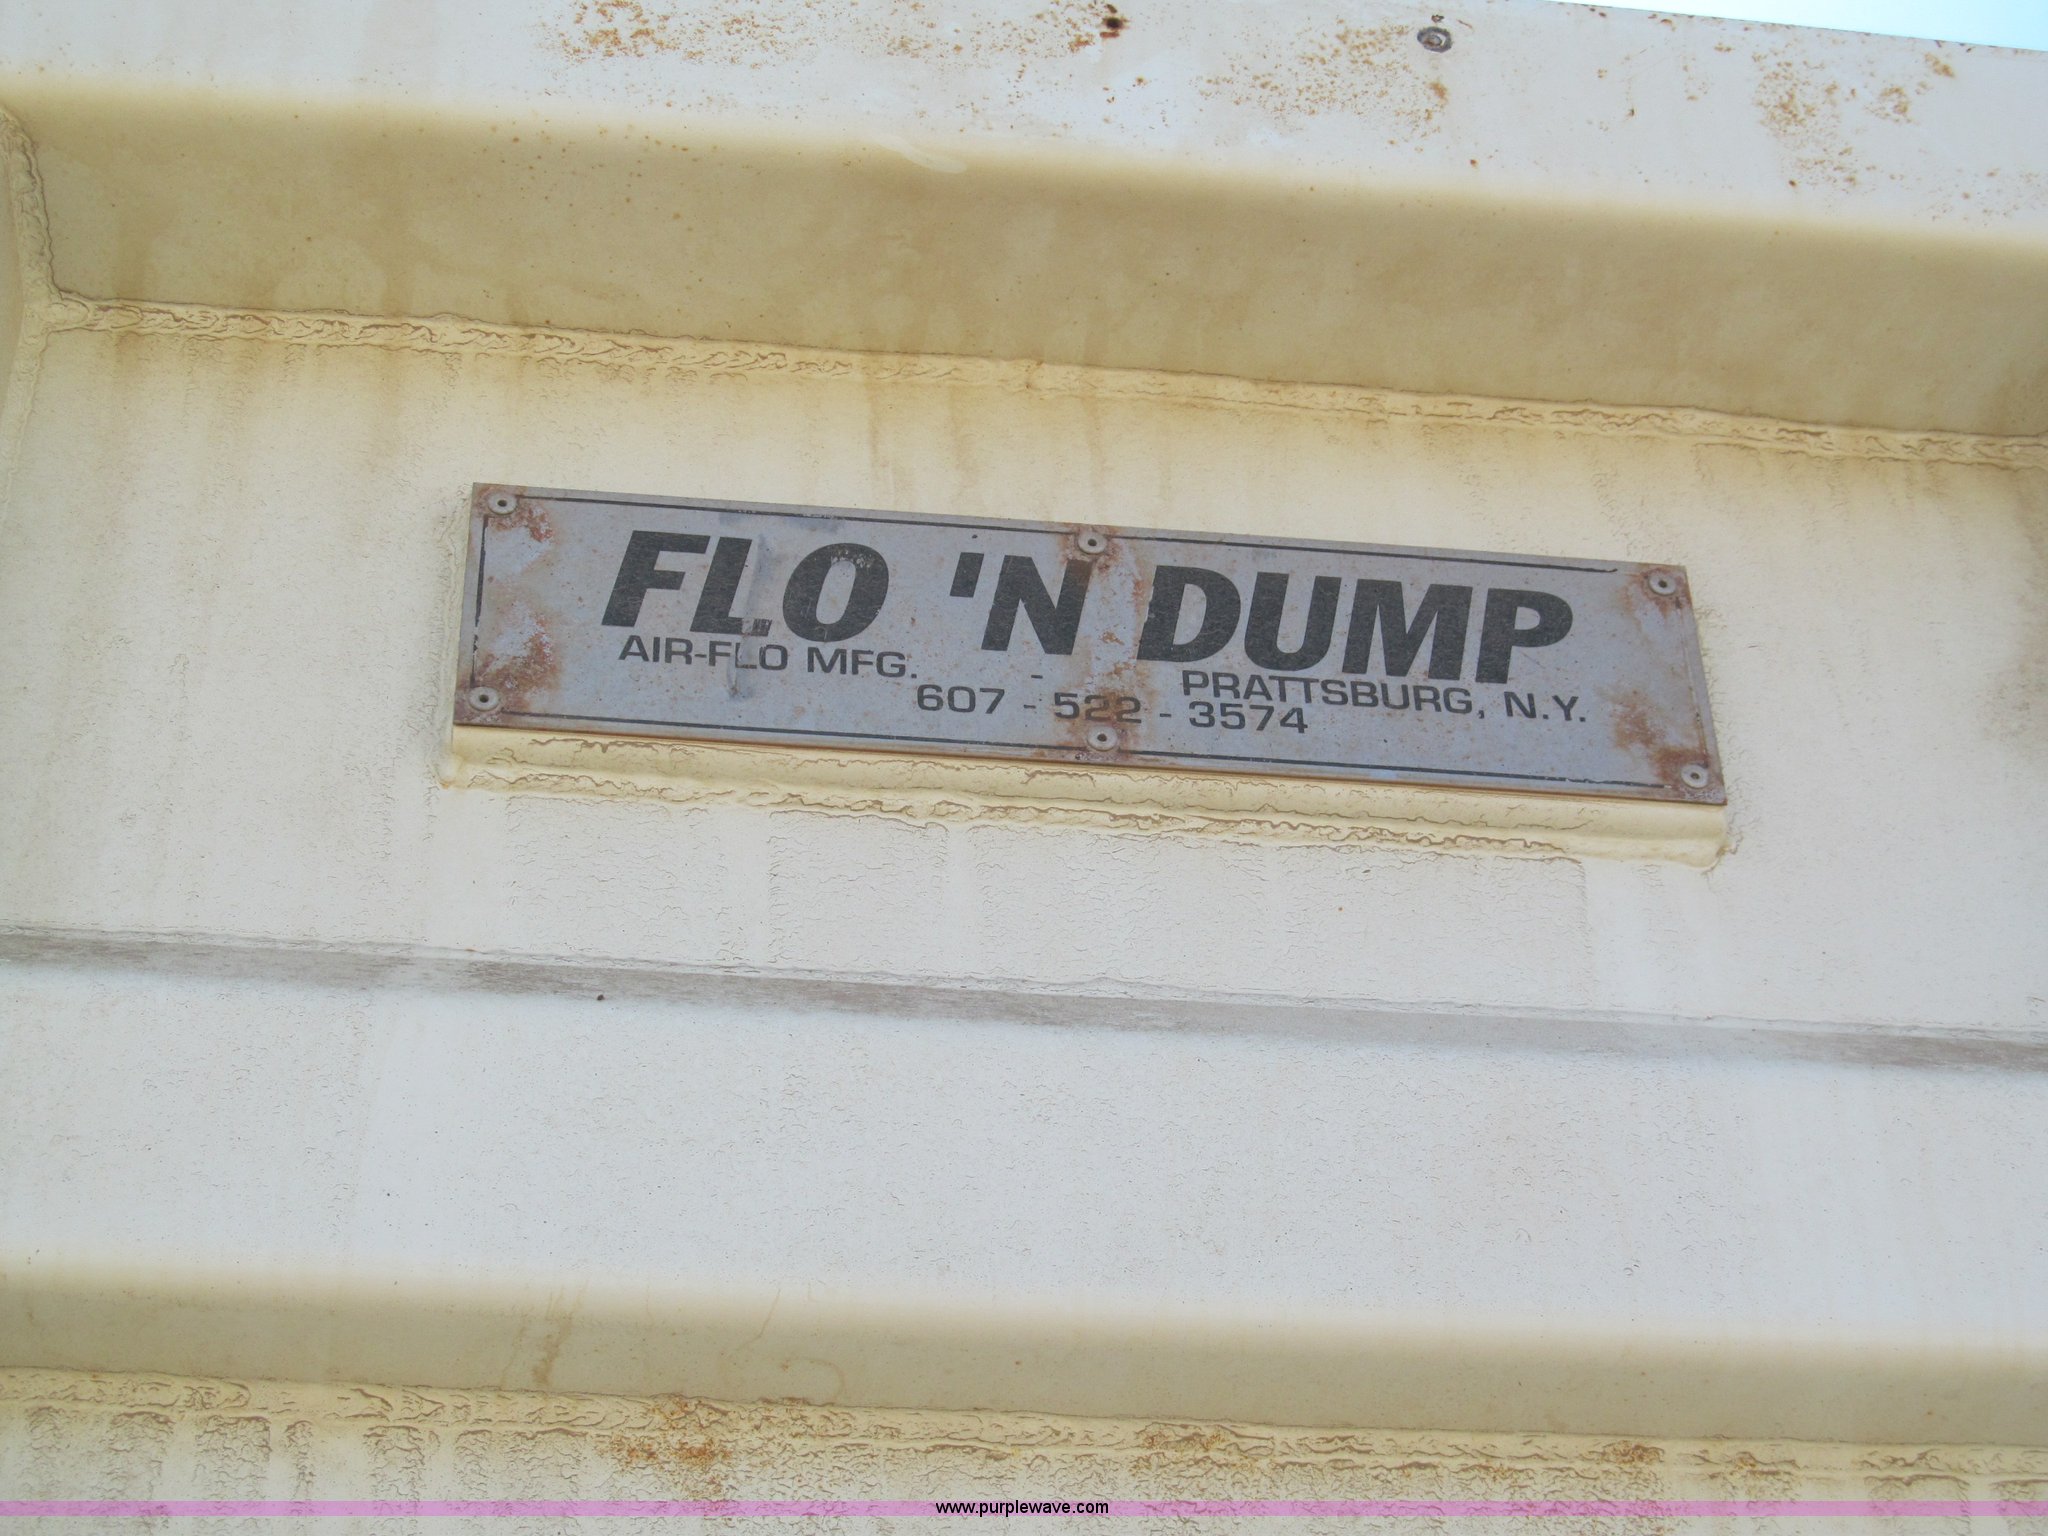 FLO 'N DUMP
AIR-FLO MFG. - PRATTSBURG, N.Y.
607 - 522 - 3574
www.purplewave.com